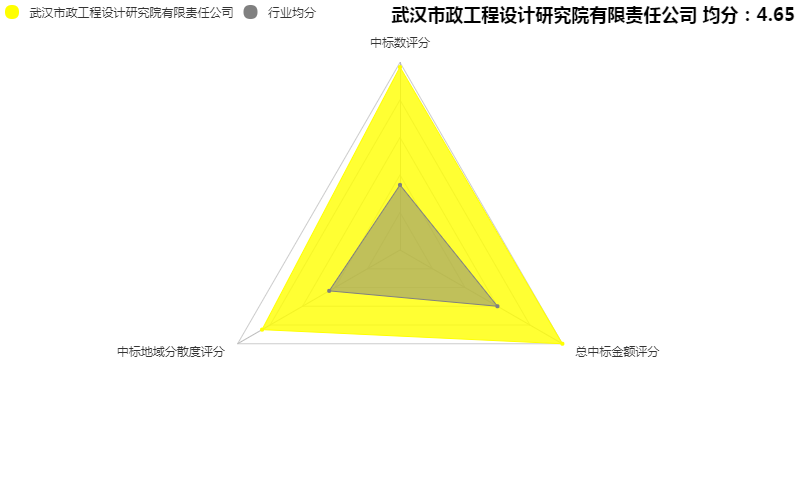 武汉市政工程设计研究院有限责任公司 行业均分
武汉市政工程设计研究院有限责任公司 均分：4.65
中标数评分
中标地域分散度评分
总中标金额评分